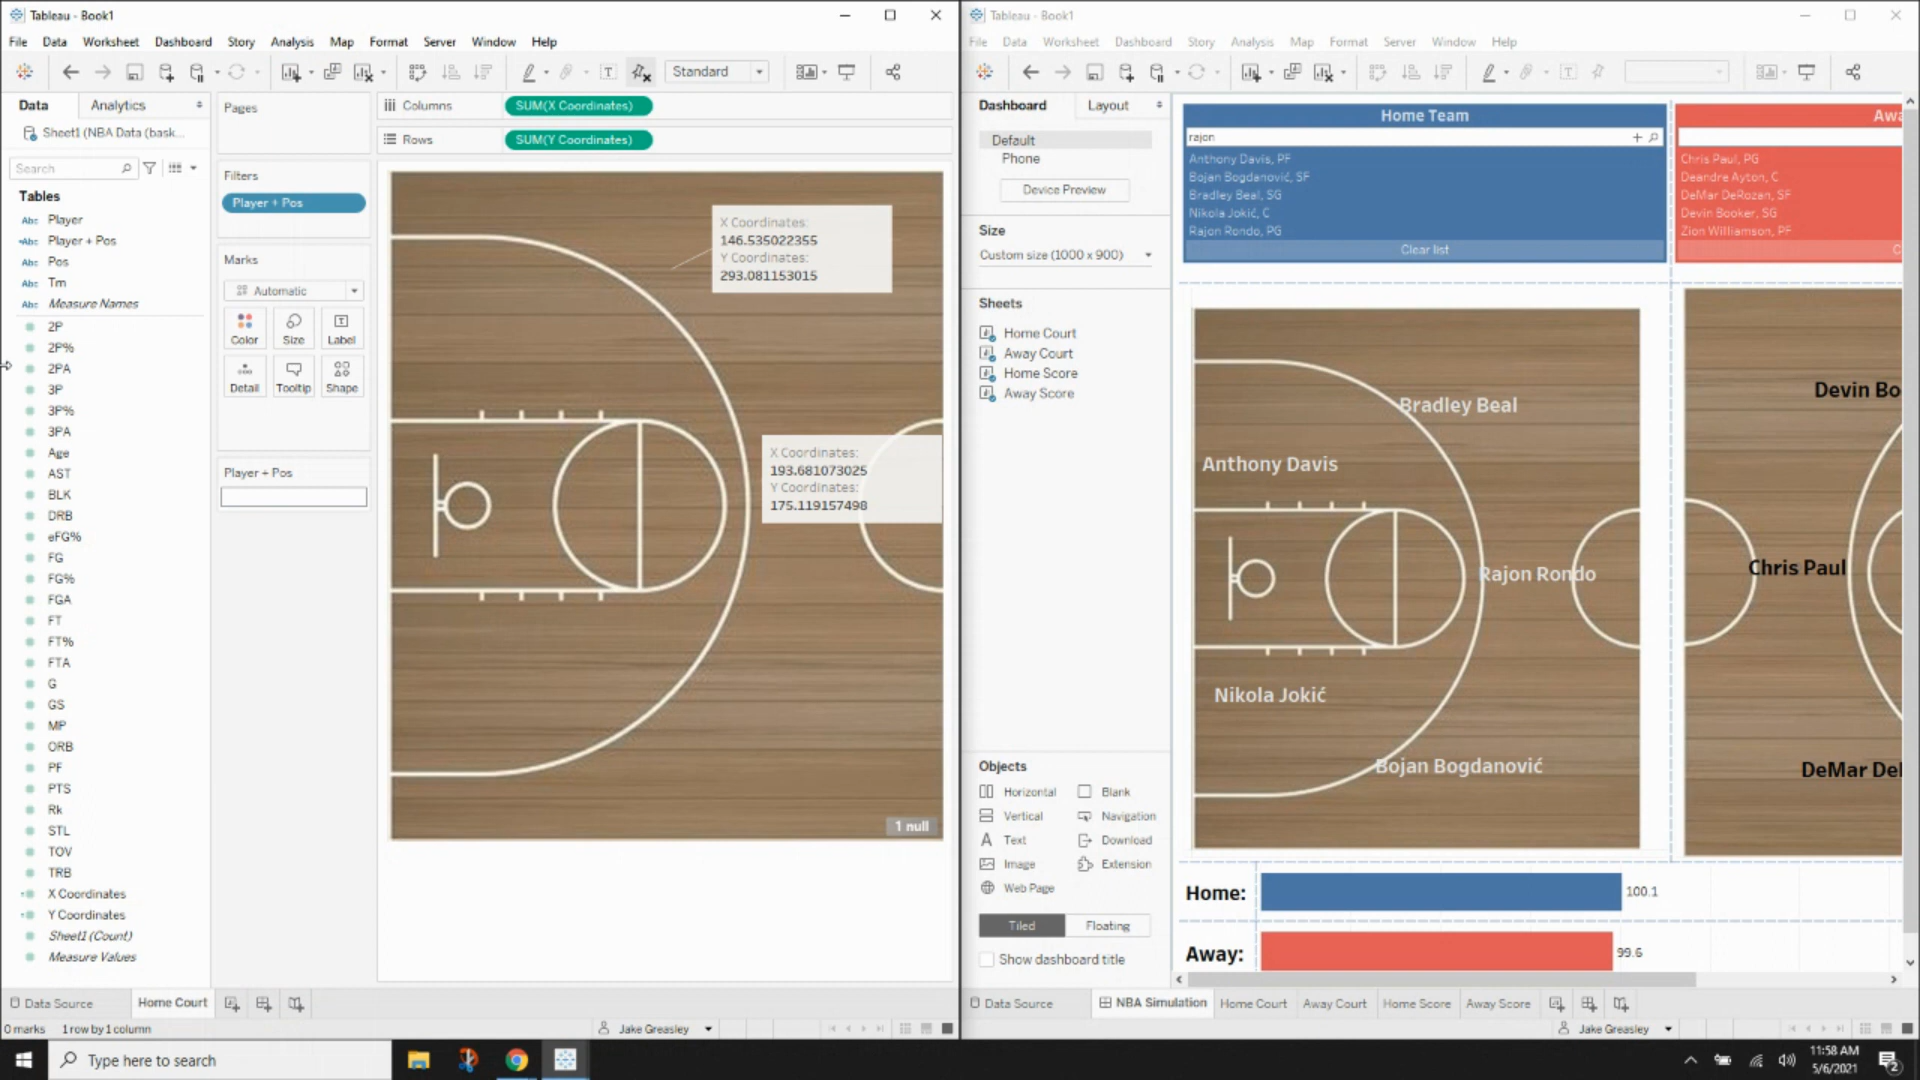 Tableau - Book1
File Data Worksheet Dashboard Story Analysis Map Format Server Window Help
Standard
Data Analytics
Sheet1 (NBA Data (bask...
Search
Tables
Abc Player
Abc Player + Pos
Abc Pos
Abc Tm
Abc Measure Names
2P
2P%
2PA
3P
3P%
3PA
Age
AST
BLK
DRB
eFG%
FG
FG%
FGA
FT
FT%
FTA
G
GS
MP
ORB
PF
PTS
Rk
STL
TOV
TRB
X Coordinates
Y Coordinates
Sheet1 (Count)
Measure Values
Pages
Filters
Player + Pos
Marks
Automatic
Color Size Label
Detail Tooltip Shape
Player + Pos
Columns SUM(X Coordinates)
Rows SUM(Y Coordinates)
X Coordinates:
146.535022355
Y Coordinates:
293.081153015
X Coordinates:
193.681073025
Y Coordinates:
175.119157498
1 null
Data Source Home Court
0 marks 1 row by 1 column Jake Greasley
Tableau - Book1
File Data Worksheet Dashboard Story Analysis Map Format Server Window Help
Dashboard Layout
Default
Phone
Device Preview
Size
Custom size (1000 x 900)
Sheets
Home Court
Away Court
Home Score
Away Score
Objects
Horizontal Blank
Vertical Navigation
A Text Download
Image Extension
Web Page
Tiled Floating
Show dashboard title
Home Team
rajon
Anthony Davis, PF
Bojan Bogdanović, SF
Bradley Beal, SG
Nikola Jokić, C
Rajon Rondo, PG
Clear list
Awa
Chris Paul, PG
Deandre Ayton, C
DeMar DeRozan, SF
Devin Booker, SG
Zion Williamson, PF
C
Bradley Beal
Anthony Davis
Rajon Rondo
Nikola Jokić
Bojan Bogdanović
Devin Bo
Chris Paul
DeMar De
Home: 100.1
Away: 99.6
Data Source NBA Simulation Home Court Away Court Home Score Away Score
Jake Greasley
Type here to search
11:58 AM
5/6/2021
2